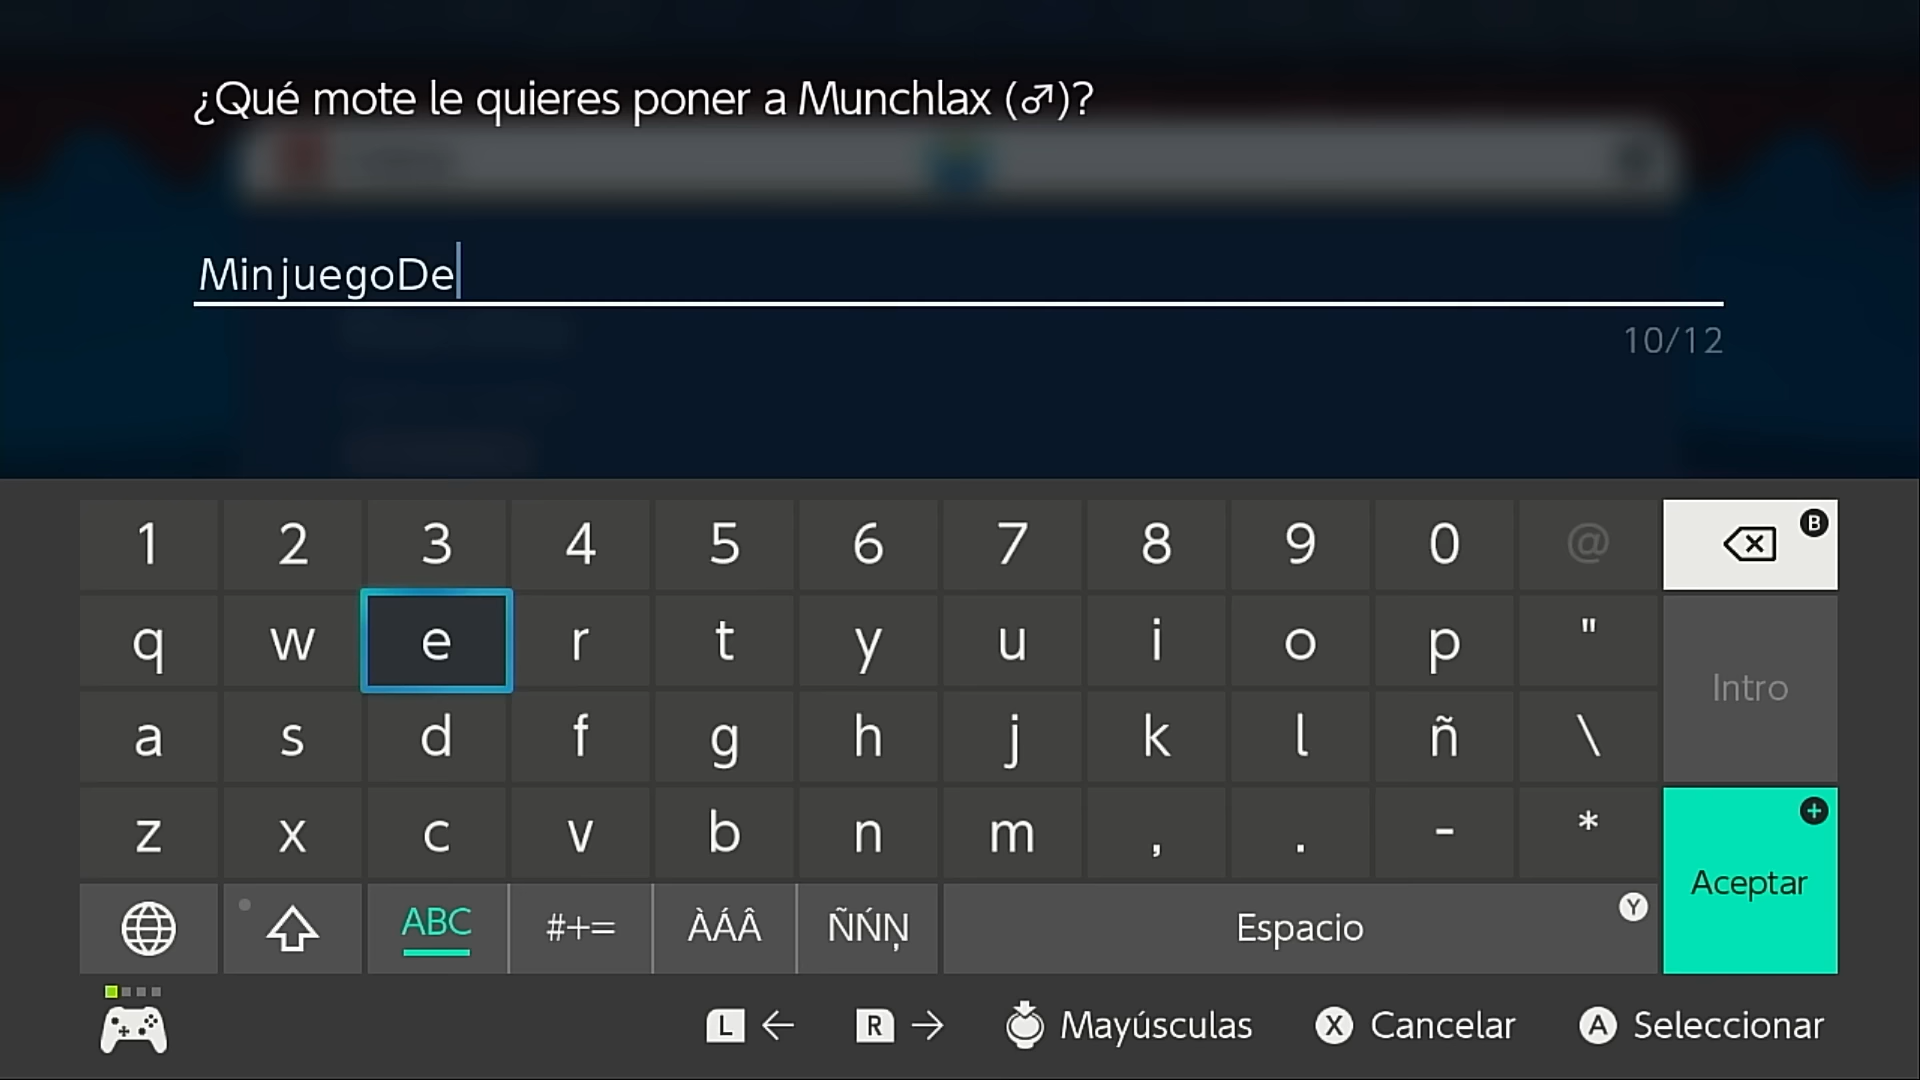 ¿Qué mote le quieres poner a Munchlax (♂)?
MinjuegoDe
10/12
1 2 3 4 5 6 7 8 9 0 @ B
q w e r t y u i o p "
Intro
a s d f g h j k l ñ \
z x c v b n m , . - *
+
Aceptar
ABC #+= ÀÁÂ ÑŃŅ Espacio Y
L ← R → Mayúsculas X Cancelar A Seleccionar